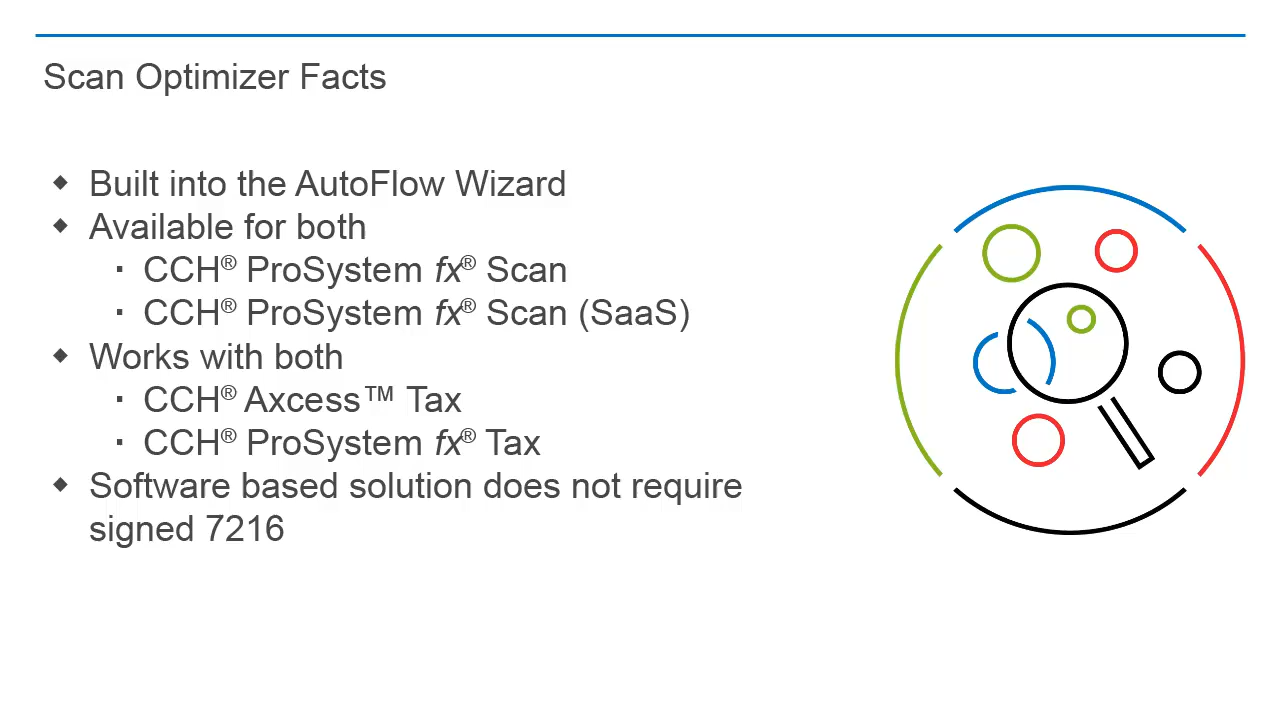 Scan Optimizer Facts
◆ Built into the AutoFlow Wizard
◆ Available for both
▪ CCH® ProSystem fx® Scan
▪ CCH® ProSystem fx® Scan (SaaS)
◆ Works with both
▪ CCH® Axcess™ Tax
▪ CCH® ProSystem fx® Tax
◆ Software based solution does not require
signed 7216